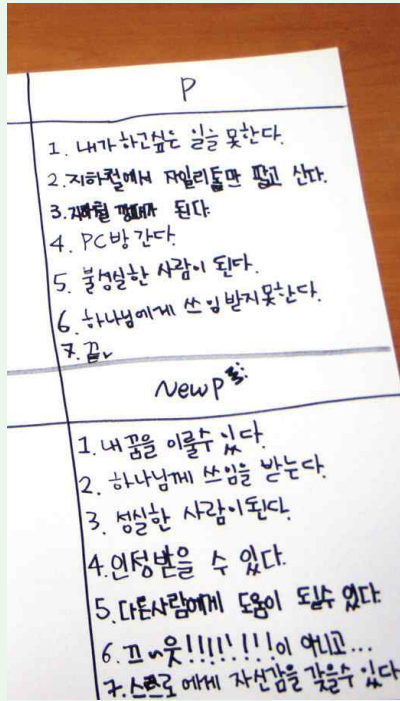 P
1. 내가 하고싶은 일을 못한다.
2. 지하철에서 자일리톨만 팔고 산다.
3. 지하철 껌팔이가 된다.
4. PC방 간다.
5. 불성실한 사람이 된다.
6. 하나님에게 쓰임 받지못한다.
7. 끝
New P
1. 내 꿈을 이룰수 있다.
2. 하나님께 쓰임을 받는다.
3. 성실한 사람이된다.
4. 인정받을 수 있다.
5. 다른사람에게 도움이 될수 있다.
6. 끄~읏!!!!!!!!이 아니고...
7. 스스로에게 자신감을 갖을수 있다